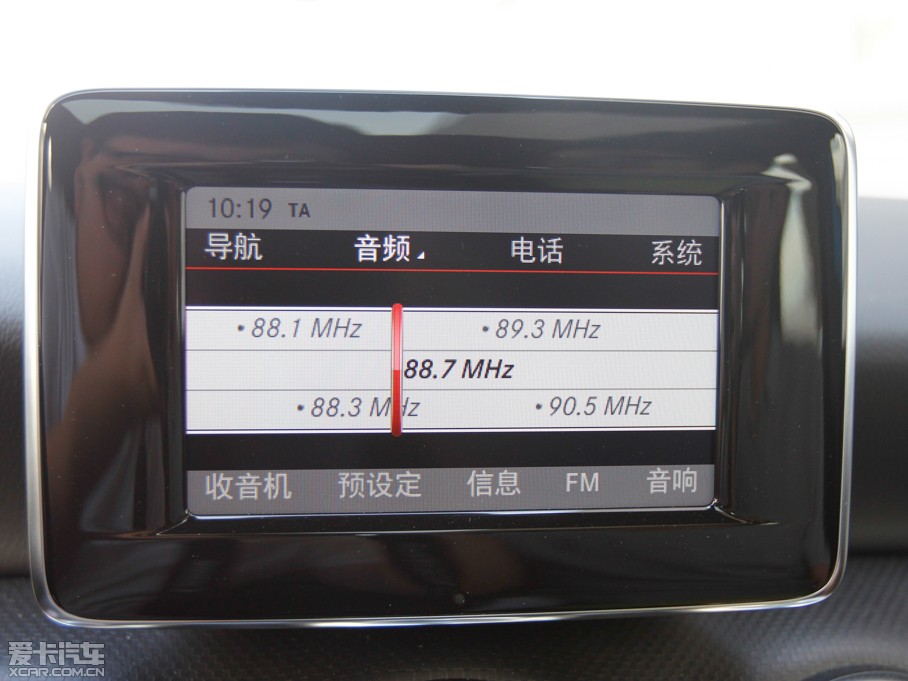 10:19 TA
导航 音频 电话 系统
• 88.1 MHz • 89.3 MHz
88.7 MHz
• 88.3 MHz • 90.5 MHz
收音机 预设定 信息 FM 音响
爱卡汽车
XCAR.COM.CN